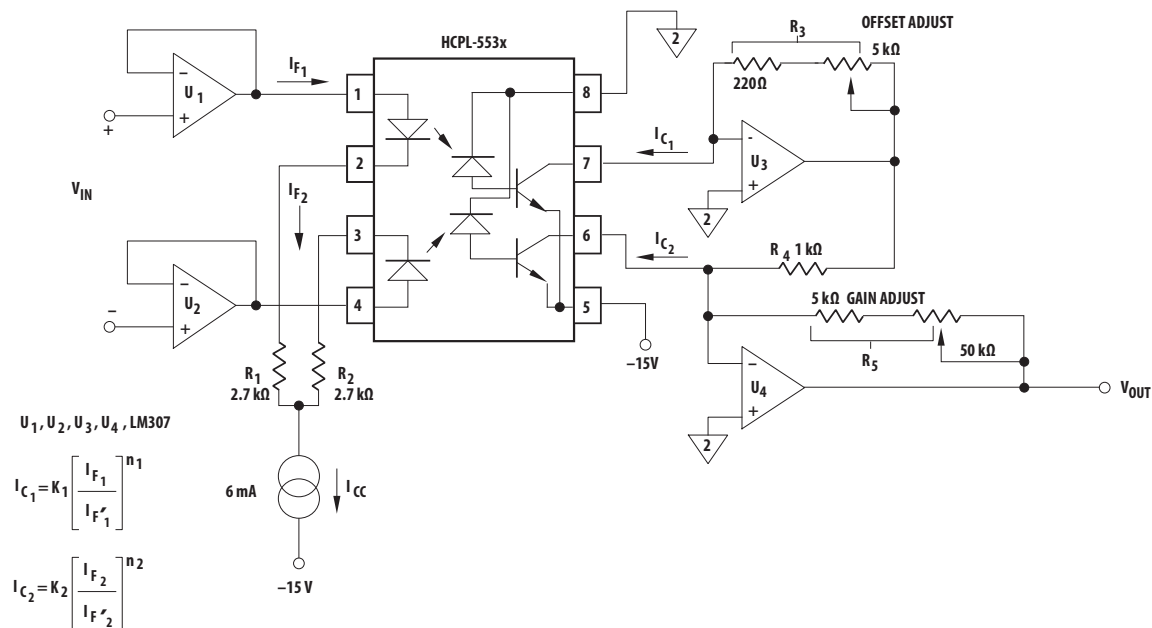 HCPL-553x
OFFSET ADJUST
R3
5 kΩ
220Ω
2
IF1
U1
−
+
+
1
2
3
4
8
7
6
5
IC1
U3
-
+
2
VIN
IF2
IC2
R4 1 kΩ
U2
−
+
−
5 kΩ GAIN ADJUST
R5
50 kΩ
−15V
R1
2.7 kΩ
R2
2.7 kΩ
U4
−
+
2
VOUT
U1, U2, U3, U4, LM307
6 mA
ICC
−15 V
IC1 = K1 [IF1 / IF′1]n1
IC2 = K2 [IF2 / IF′2]n2